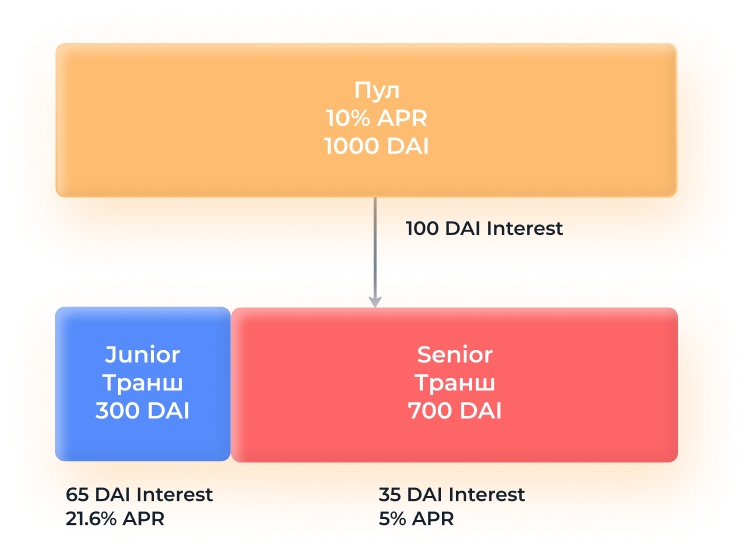 Пул
10% APR
1000 DAI
100 DAI Interest
Junior
Транш
300 DAI
Senior
Транш
700 DAI
65 DAI Interest
21.6% APR
35 DAI Interest
5% APR